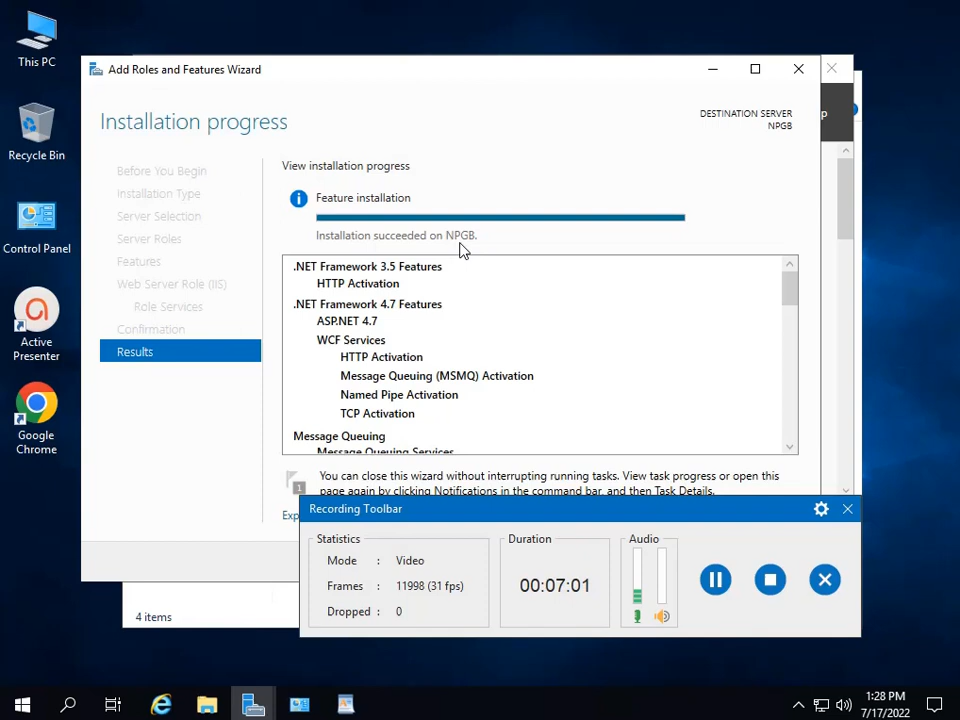 This PC
Recycle Bin
Control Panel
Active
Presenter
Google
Chrome
Add Roles and Features Wizard
Installation progress
DESTINATION SERVER
NPGB
Before You Begin
Installation Type
Server Selection
Server Roles
Features
Web Server Role (IIS)
Role Services
Confirmation
Results
View installation progress
Feature installation
Installation succeeded on NPGB.
.NET Framework 3.5 Features
HTTP Activation
.NET Framework 4.7 Features
ASP.NET 4.7
WCF Services
HTTP Activation
Message Queuing (MSMQ) Activation
Named Pipe Activation
TCP Activation
Message Queuing
Message Queuing Services
1
You can close this wizard without interrupting running tasks. View task progress or open this
page again by clicking Notifications in the command bar, and then Task Details.
Exp
p
Recording Toolbar
Statistics
Mode : Video
Frames : 11998 (31 fps)
Dropped : 0
Duration
00:07:01
Audio
4 items
1:28 PM
7/17/2022